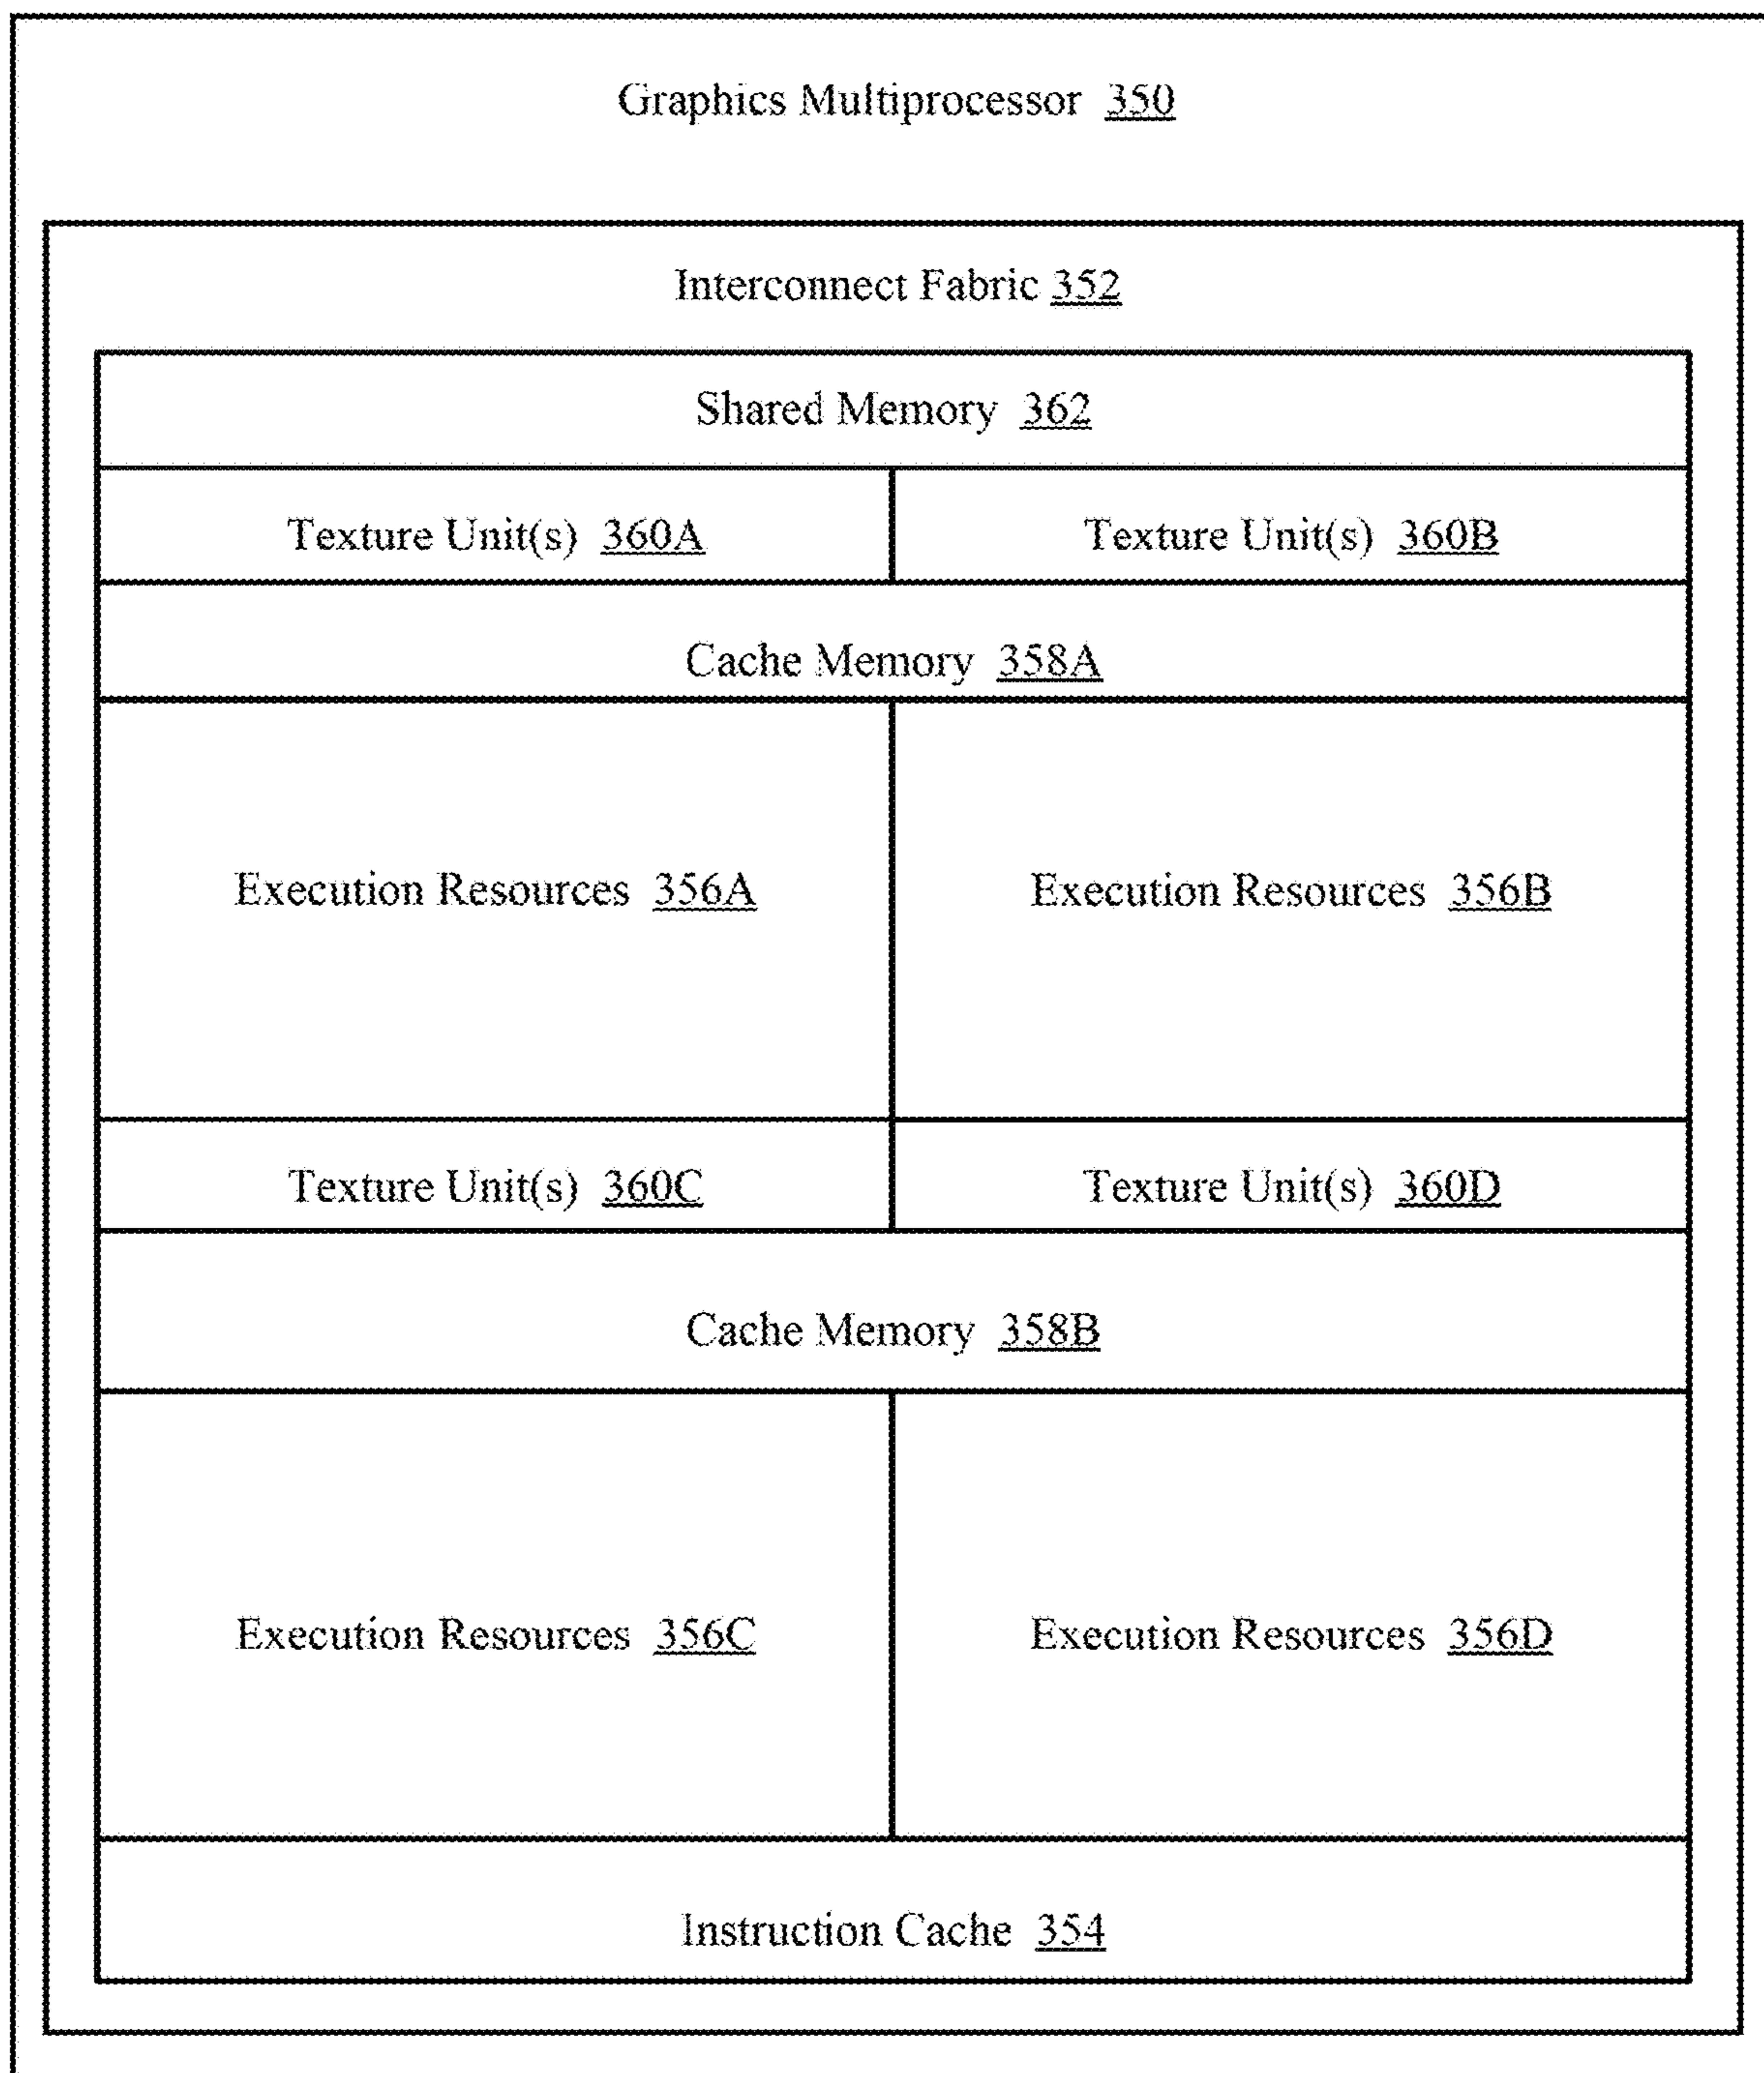 Graphics Multiprocessor 350
Interconnect Fabric 352
Shared Memory 362
Texture Unit(s) 360A Texture Unit(s) 360B
Cache Memory 358A
Execution Resources 356A Execution Resources 356B
Texture Unit(s) 360C Texture Unit(s) 360D
Cache Memory 358B
Execution Resources 356C Execution Resources 356D
Instruction Cache 354